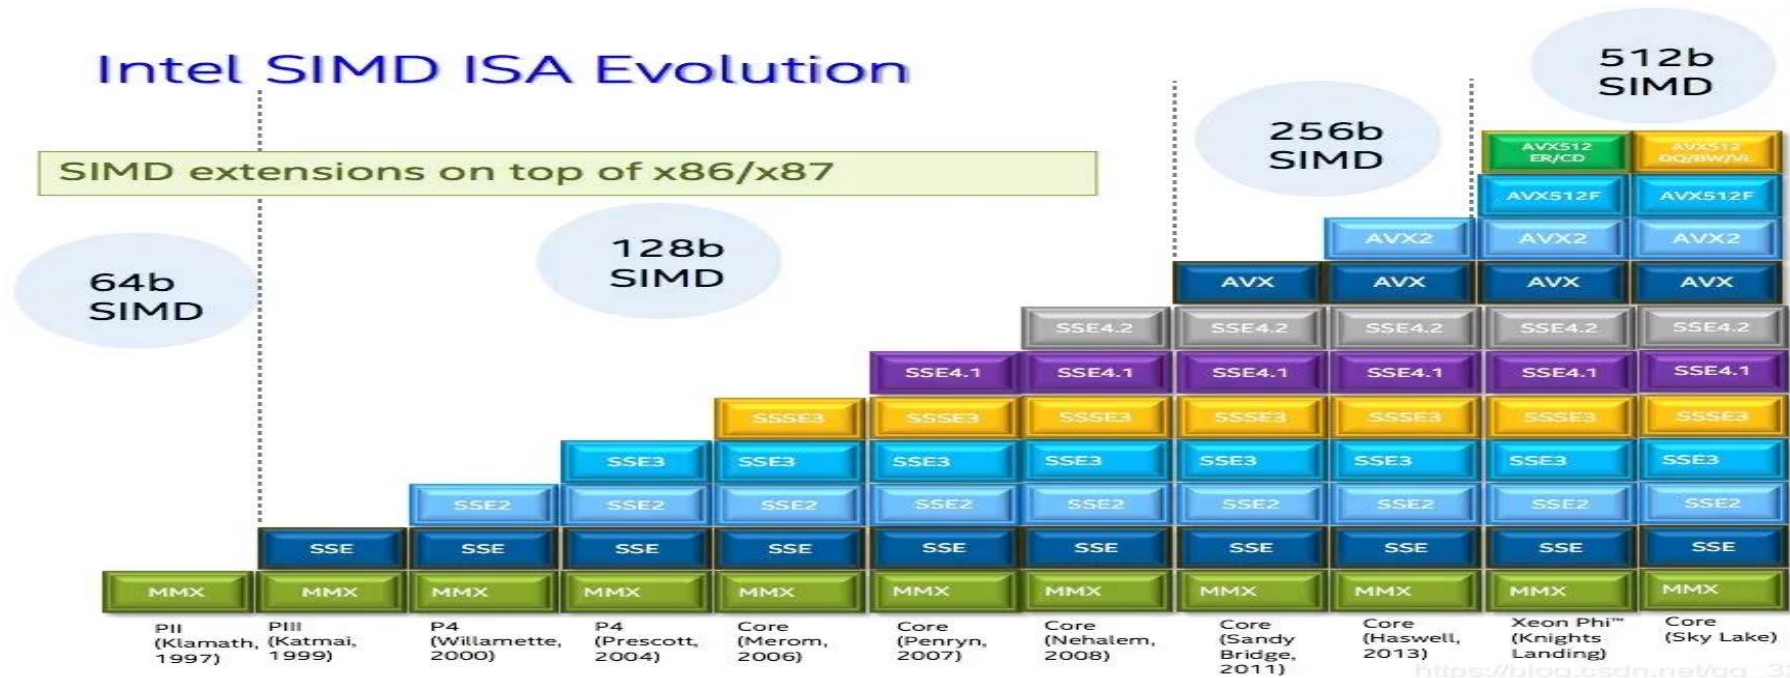 Intel SIMD ISA Evolution
512b
SIMD
256b
SIMD
SIMD extensions on top of x86/x87
128b
SIMD
64b
SIMD
AVX512 ER/CD AVX512 DQ/BW/VL
AVX512F AVX512F
AVX2 AVX2 AVX2
AVX AVX AVX AVX
SSE4.2 SSE4.2 SSE4.2 SSE4.2 SSE4.2
SSE4.1 SSE4.1 SSE4.1 SSE4.1 SSE4.1 SSE4.1
SSSE3 SSSE3 SSSE3 SSSE3 SSSE3 SSSE3 SSSE3
SSE3 SSE3 SSE3 SSE3 SSE3 SSE3 SSE3 SSE3
SSE2 SSE2 SSE2 SSE2 SSE2 SSE2 SSE2 SSE2 SSE2
SSE SSE SSE SSE SSE SSE SSE SSE SSE SSE
MMX MMX MMX MMX MMX MMX MMX MMX MMX MMX MMX
PII
(Klamath,
1997)
PIII
(Katmai,
1999)
P4
(Willamette,
2000)
P4
(Prescott,
2004)
Core
(Merom,
2006)
Core
(Penryn,
2007)
Core
(Nehalem,
2008)
Core
(Sandy
Bridge,
2011)
Core
(Haswell,
2013)
Xeon Phi™
(Knights
Landing)
Core
(Sky Lake)